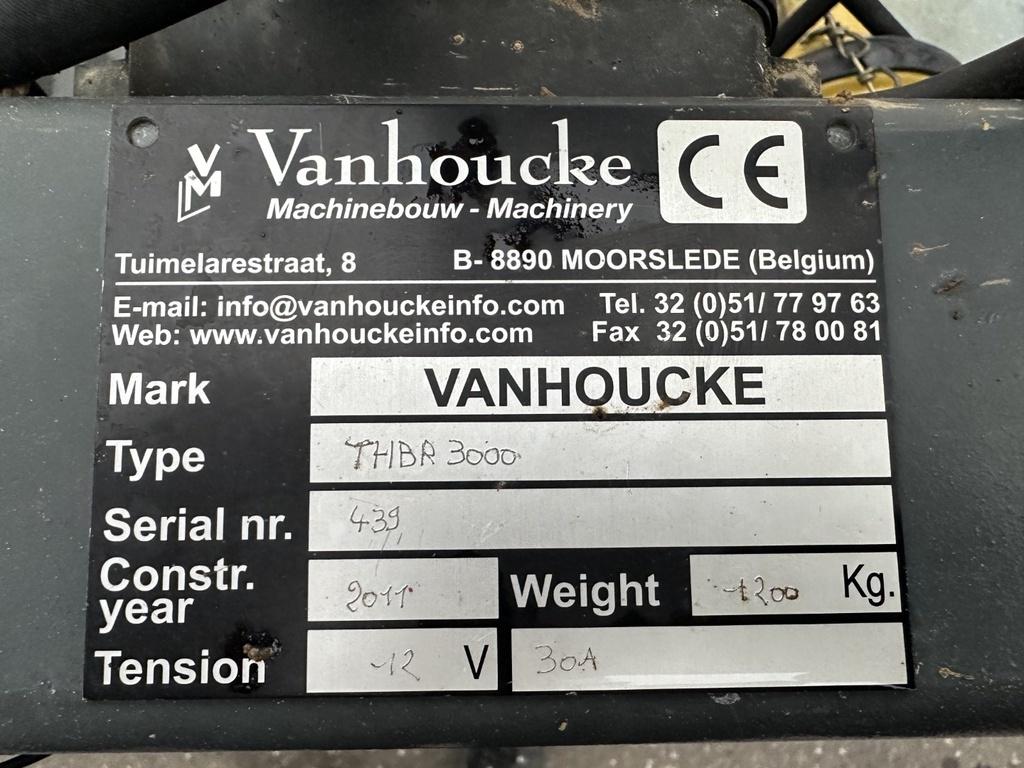 VM Vanhoucke CE
Machinebouw - Machinery
Tuimelarestraat, 8 B- 8890 MOORSLEDE (Belgium)
E-mail: info@vanhouckeinfo.com Tel. 32 (0)51/ 77 97 63
Web: www.vanhouckeinfo.com Fax 32 (0)51/ 78 00 81
Mark VANHOUCKE
Type THBR 3000
Serial nr. 439
Constr.
year 2011 Weight 1200 Kg.
Tension 12 V 30A